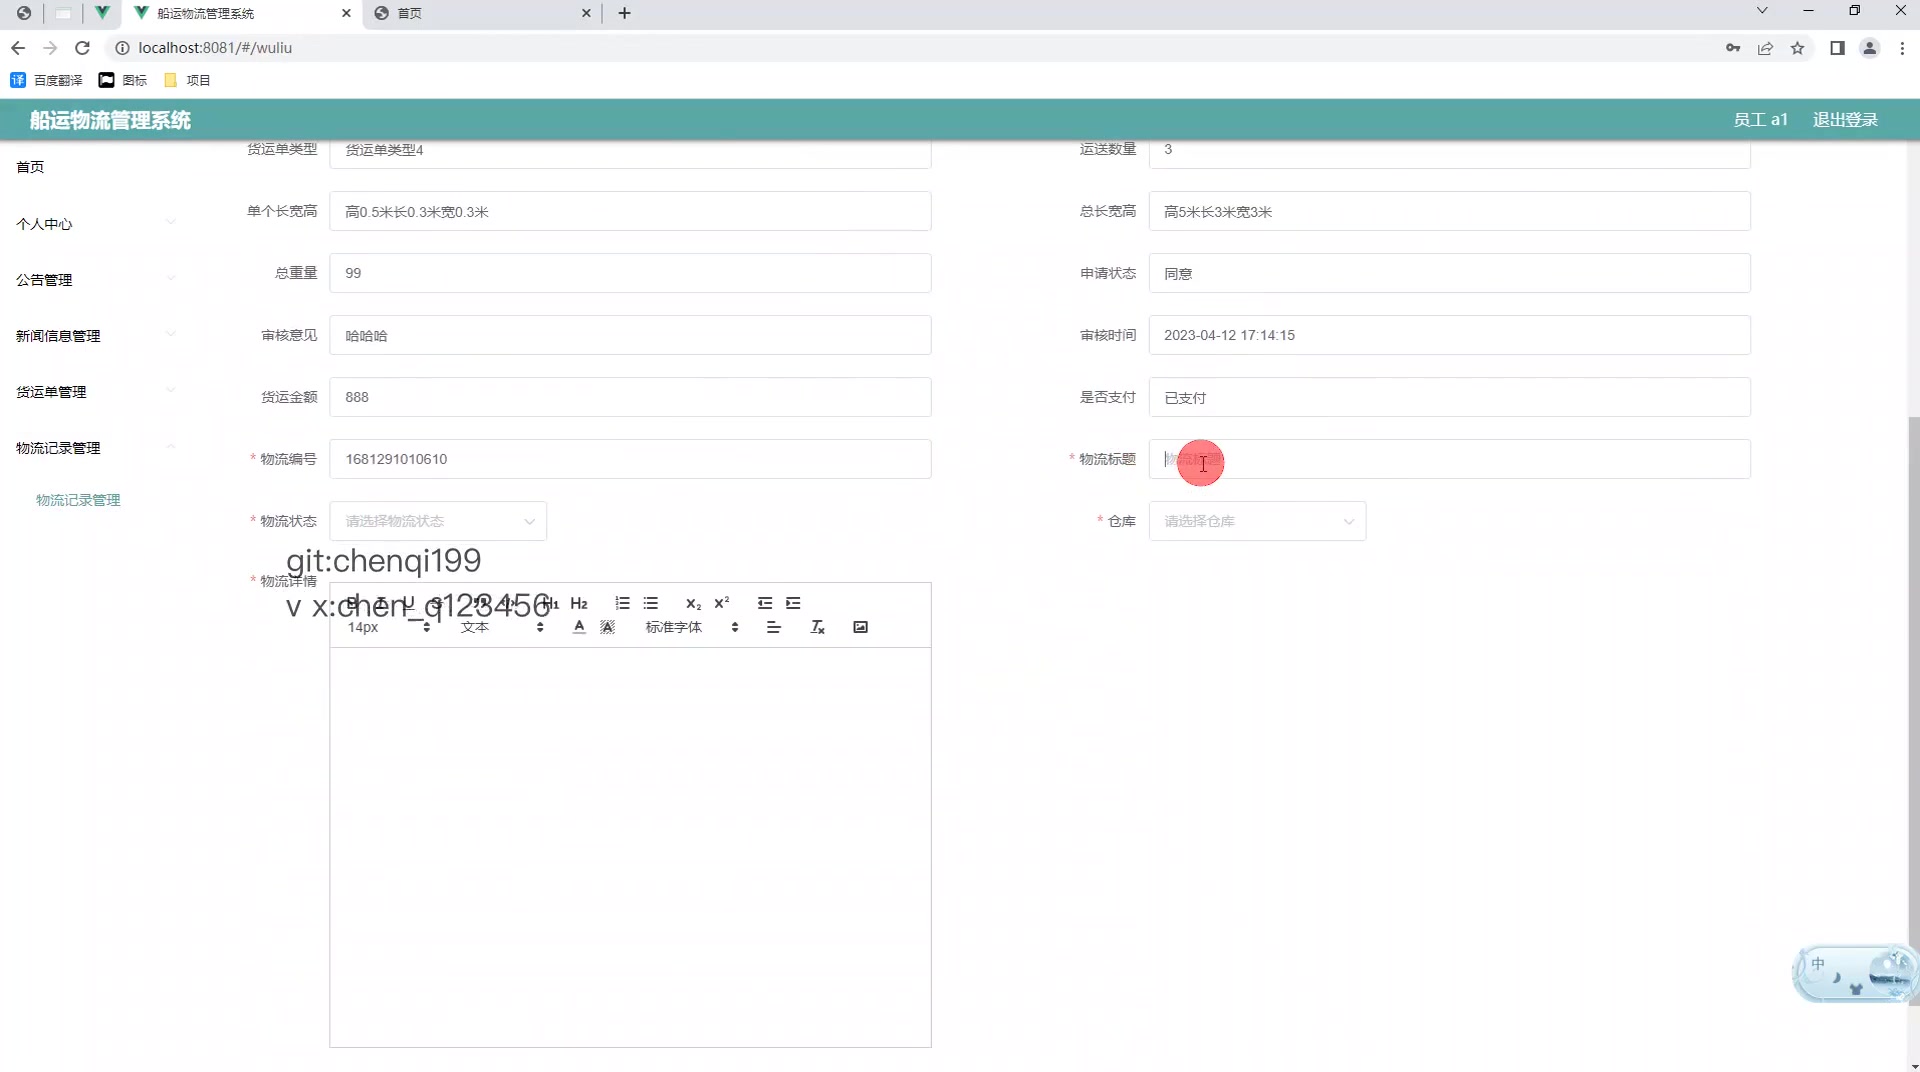 船运物流管理系统
首页
localhost:8081/#/wuliu
百度翻译 图标 项目
船运物流管理系统
员工 a1 退出登录
首页
个人中心
公告管理
新闻信息管理
货运单管理
物流记录管理
物流记录管理
货运单类型 货运单类型4
运送数量 3
单个长宽高 高0.5米长0.3米宽0.3米
总长宽高 高5米长3米宽3米
总重量 99
申请状态 同意
审核意见 哈哈哈
审核时间 2023-04-12 17:14:15
货运金额 888
是否支付 已支付
* 物流编号 1681291010610
* 物流标题 物流标题
* 物流状态 请选择物流状态
* 仓库 请选择仓库
git:chenqi199
* 物流详情
v x:chen_q123456
H1 H2 X2 X2
14px 文本 A 标准字体
中